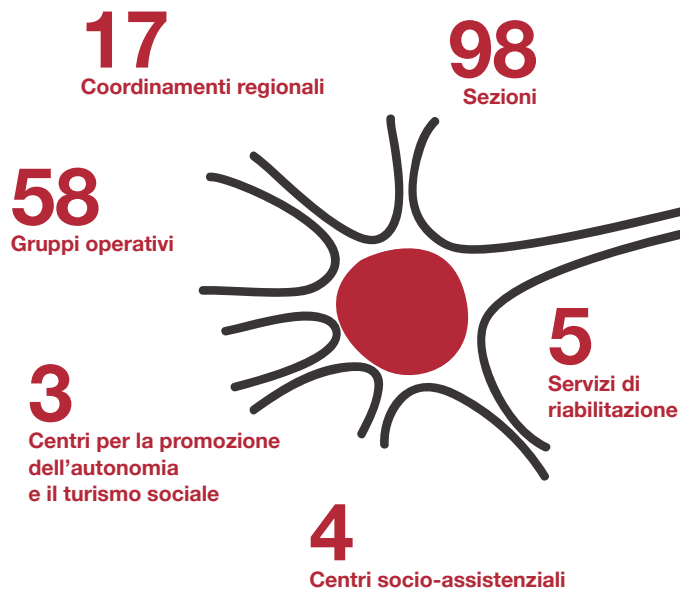 17
Coordinamenti regionali
98
Sezioni
58
Gruppi operativi
5
Servizi di
riabilitazione
3
Centri per la promozione
dell'autonomia
e il turismo sociale
4
Centri socio-assistenziali